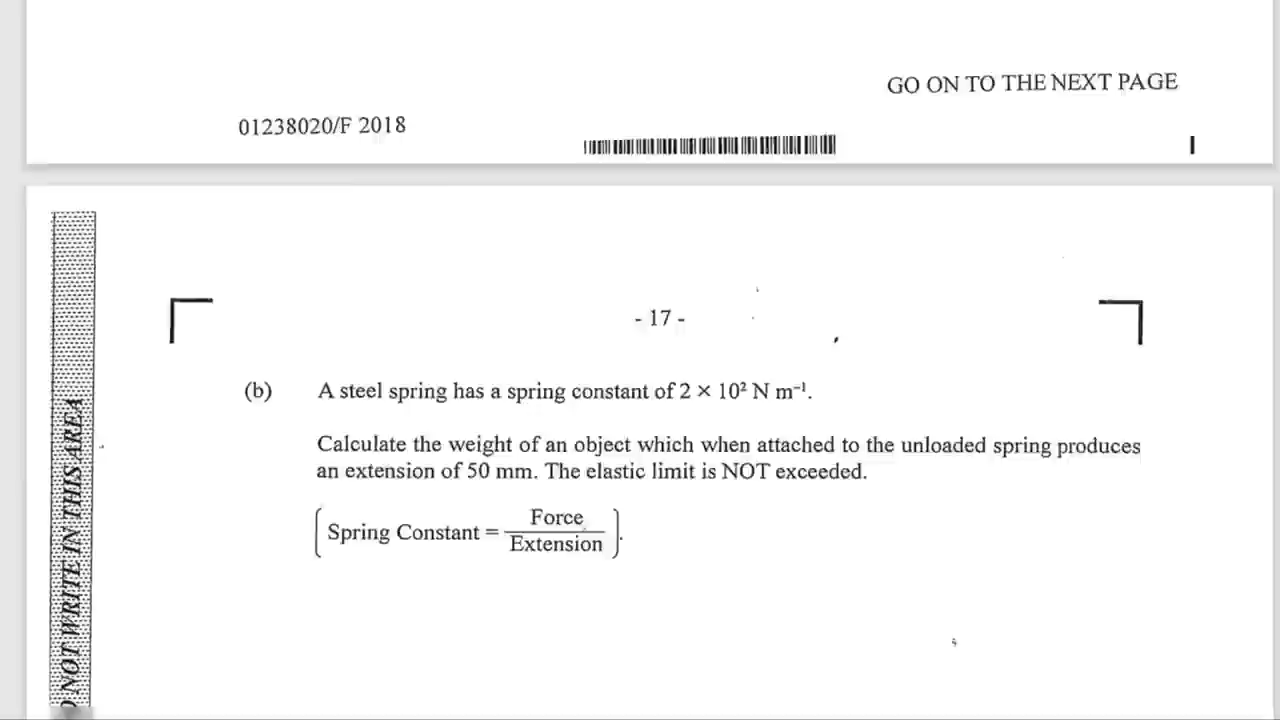 GO ON TO THE NEXT PAGE
01238020/F 2018
- 17 -
(b) A steel spring has a spring constant of 2 × 10² N m⁻¹.
Calculate the weight of an object which when attached to the unloaded spring produces
an extension of 50 mm. The elastic limit is NOT exceeded.
(Spring Constant = Force / Extension).
NOT WRITE IN THIS AREA